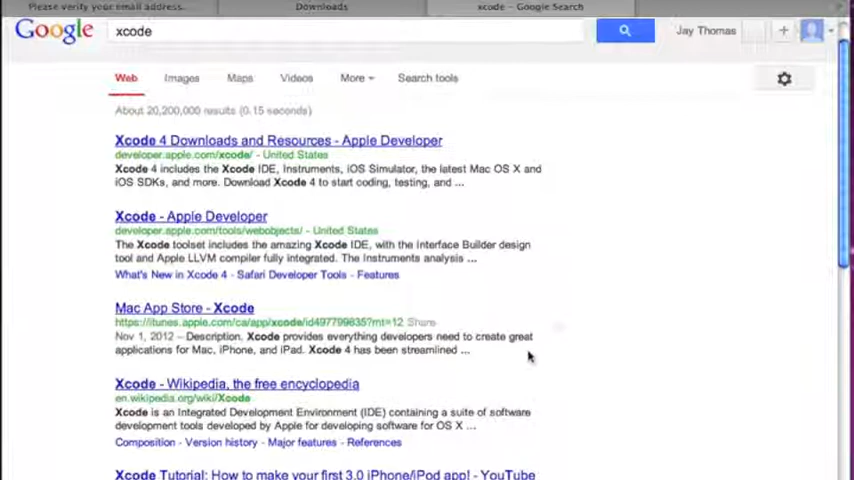 Please verify your email address. Downloads xcode – Google Search
Google xcode Jay Thomas +
Web Images Maps Videos More Search tools
About 20,200,000 results (0.15 seconds)
Xcode 4 Downloads and Resources - Apple Developer
developer.apple.com/xcode/ - United States
Xcode 4 includes the Xcode IDE, Instruments, iOS Simulator, the latest Mac OS X and
iOS SDKs, and more. Download Xcode 4 to start coding, testing, and ...
Xcode - Apple Developer
developer.apple.com/tools/webobjects/ - United States
The Xcode toolset includes the amazing Xcode IDE, with the Interface Builder design
tool and Apple LLVM compiler fully integrated. The Instruments analysis ...
What's New in Xcode 4 - Safari Developer Tools - Features
Mac App Store - Xcode
https://itunes.apple.com/ca/app/xcode/id497799835?mt=12 Share
Nov 1, 2012 – Description. Xcode provides everything developers need to create great
applications for Mac, iPhone, and iPad. Xcode 4 has been streamlined ...
Xcode - Wikipedia, the free encyclopedia
en.wikipedia.org/wiki/Xcode
Xcode is an Integrated Development Environment (IDE) containing a suite of software
development tools developed by Apple for developing software for OS X ...
Composition - Version history - Major features - References
Xcode Tutorial: How to make your first 3.0 iPhone/iPod app! - YouTube